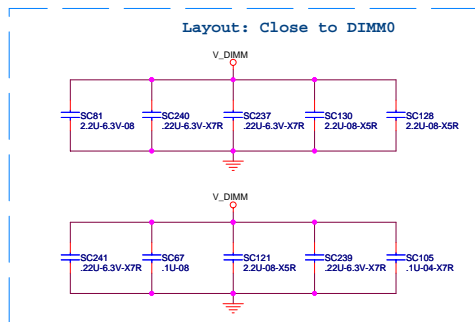 Layout: Close to DIMM0
V_DIMM
SC81 SC240 SC237 SC130 SC128
2.2U-6.3V-08 .22U-6.3V-X7R .22U-6.3V-X7R 2.2U-08-X5R 2.2U-08-X5R
V_DIMM
SC241 SC67 SC121 SC239 SC105
.22U-6.3V-X7R .1U-08 2.2U-08-X5R .22U-6.3V-X7R .1U-04-X7R